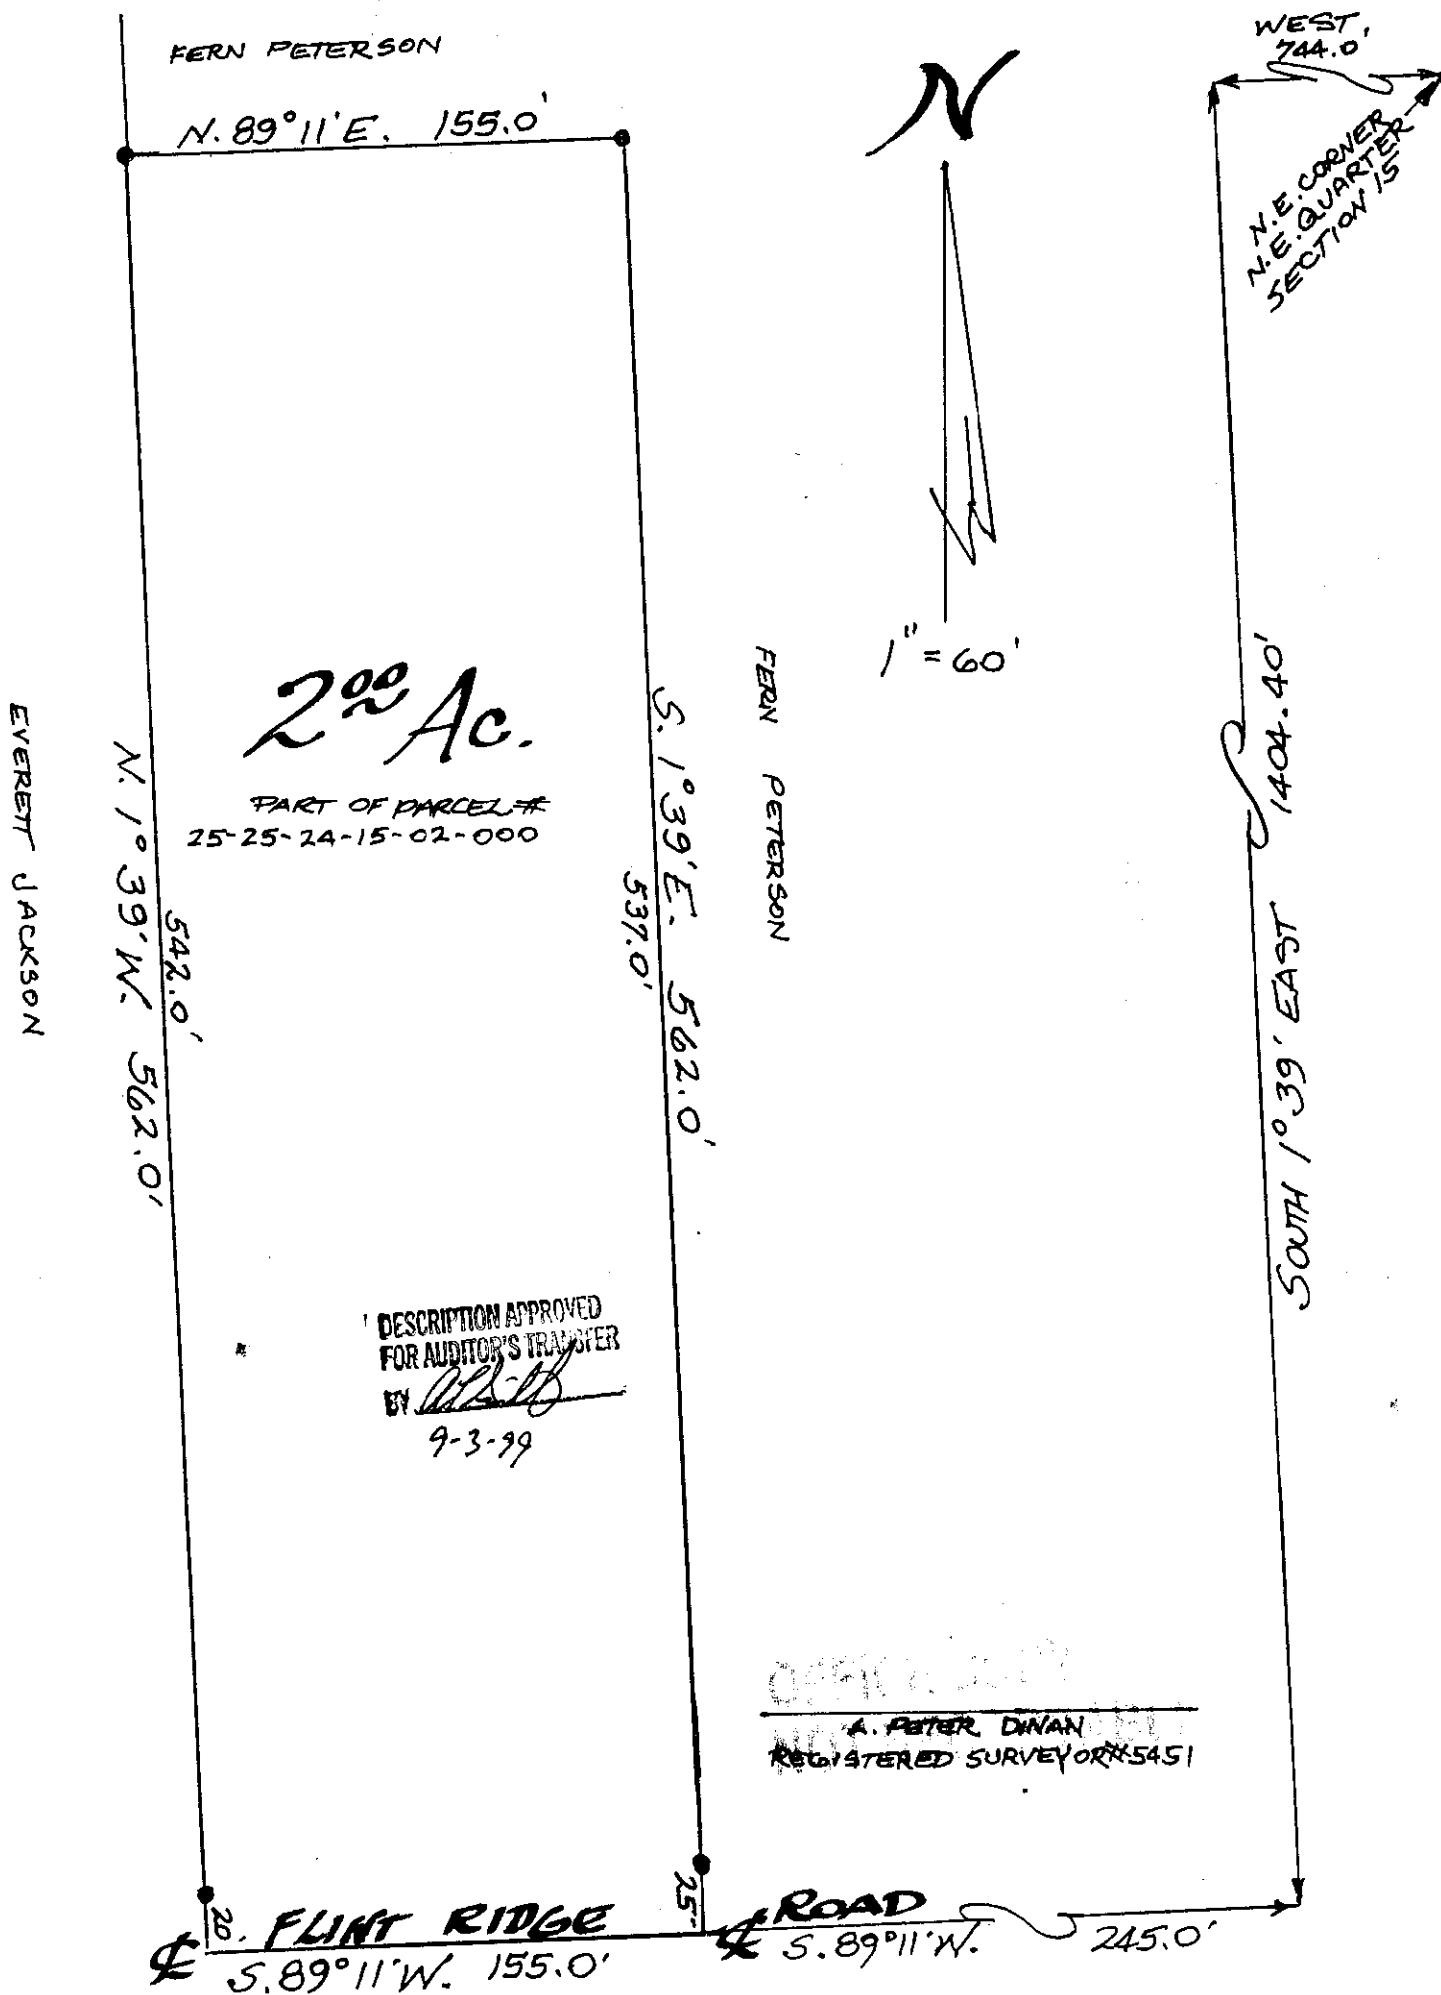 FERN PETERSON
N. 89°11' E. 155.0'
N
1" = 60'
WEST,
744.0'
N.E. CORNER
N.E. QUARTER
SECTION 15
SOUTH 1° 39' EAST 1404.40'
EVERETT JACKSON
N. 1° 39' W. 562.0'
542.0'
2.00 Ac.
PART OF PARCEL #
25-25-24-15-02-000
S. 1° 39' E. 562.0'
537.0'
FERN PETERSON
DESCRIPTION APPROVED
FOR AUDITOR'S TRANSFER
BY
9-3-99
A. PETER DINAN
REGISTERED SURVEYOR #5451
20'
25'
℄ FLINT RIDGE ℄ ROAD
S. 89°11' W. 155.0'
S. 89°11' W. 245.0'